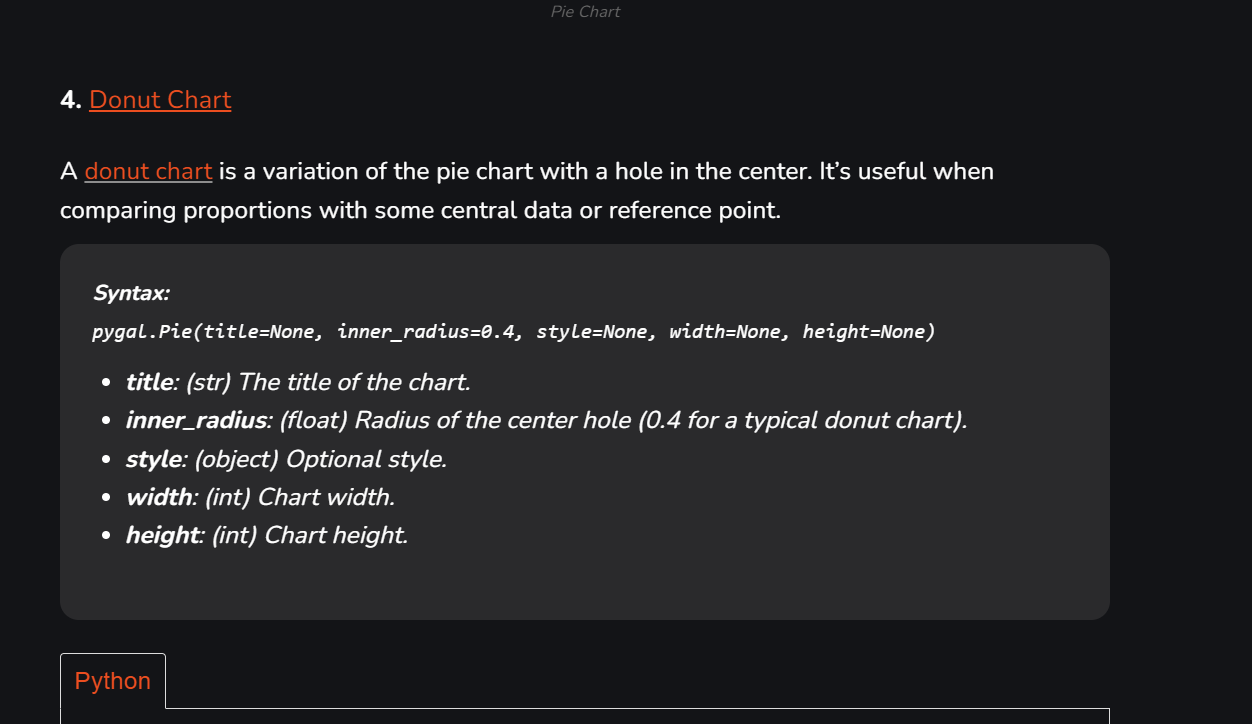 Pie Chart
4. Donut Chart
A donut chart is a variation of the pie chart with a hole in the center. It’s useful when
comparing proportions with some central data or reference point.
Syntax:
pygal.Pie(title=None, inner_radius=0.4, style=None, width=None, height=None)
• title: (str) The title of the chart.
• inner_radius: (float) Radius of the center hole (0.4 for a typical donut chart).
• style: (object) Optional style.
• width: (int) Chart width.
• height: (int) Chart height.
Python